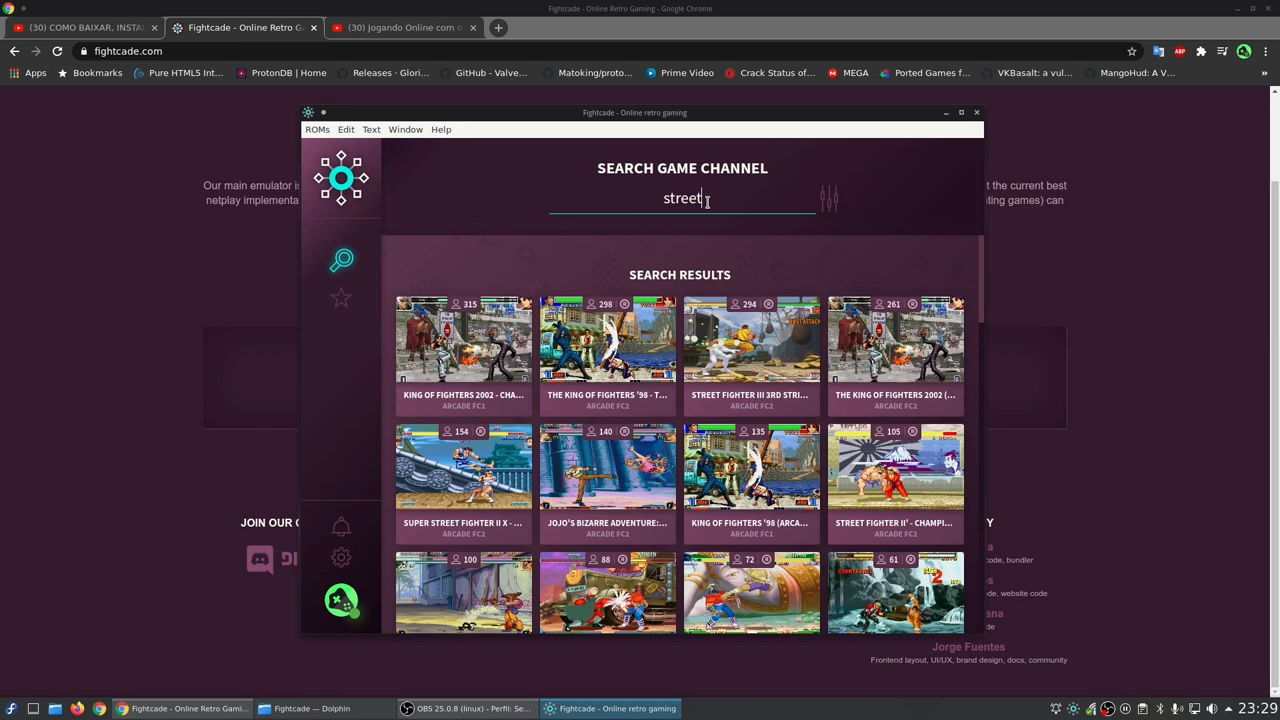 Fightcade - Online Retro Gaming - Google Chrome
(30) COMO BAIXAR, INSTAL
Fightcade - Online Retro G
(30) Jogando Online com o
fightcade.com
Apps
Bookmarks
Pure HTML5 Int...
ProtonDB | Home
Releases · Glori...
GitHub - Valve...
Matoking/proto...
Prime Video
Crack Status of...
MEGA
Ported Games f...
VKBasalt: a vul...
MangoHud: A V...
»
Fightcade - Online retro gaming
ROMs Edit Text Window Help
Our main emulator is
t the current best
netplay implementa
ting games) can
SEARCH GAME CHANNEL
street
SEARCH RESULTS
315
298
294
261
KING OF FIGHTERS 2002 - CHA...
ARCADE FC1
THE KING OF FIGHTERS '98 - T...
ARCADE FC2
STREET FIGHTER III 3RD STRI...
ARCADE FC2
THE KING OF FIGHTERS 2002 (...
ARCADE FC2
154
140
135
105
SUPER STREET FIGHTER II X - ...
ARCADE FC2
JOJO'S BIZARRE ADVENTURE:...
ARCADE FC2
KING OF FIGHTERS '98 (ARCA...
ARCADE FC1
STREET FIGHTER II' - CHAMPI...
ARCADE FC2
100
88
72
61
JOIN OUR C
DI
Y
a
code, bundler
es
ode, website code
ana
de
Jorge Fuentes
Frontend layout, UI/UX, brand design, docs, community
Fightcade - Online Retro Gami...
Fightcade — Dolphin
OBS 25.0.8 (linux) - Perfil: Se...
Fightcade - Online retro gaming
23:29